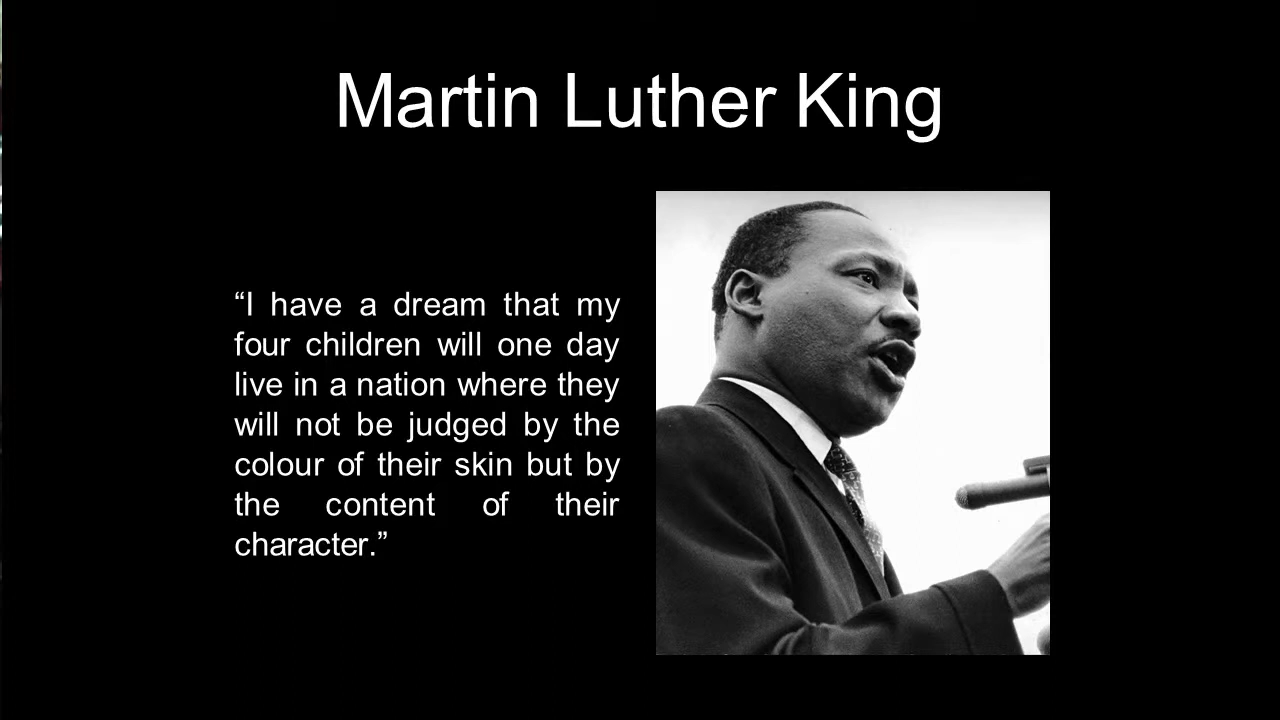 Martin Luther King
“I have a dream that my
four children will one day
live in a nation where they
will not be judged by the
colour of their skin but by
the content of their
character.”